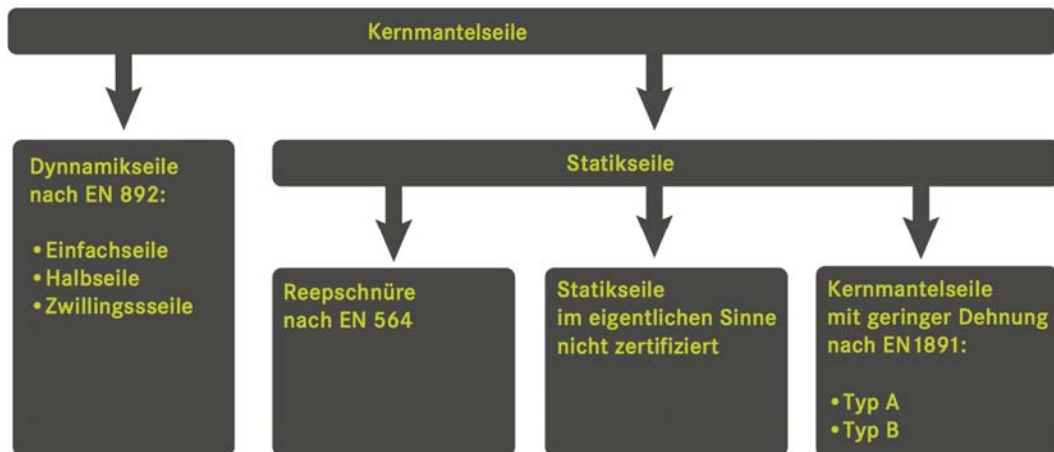 Kernmantelseile
Dynnamikseile
nach EN 892:
• Einfachseile
• Halbseile
• Zwillingssseile
Statikseile
Reepschnüre
nach EN 564
Statikseile
im eigentlichen Sinne
nicht zertifiziert
Kernmantelseile
mit geringer Dehnung
nach EN1891:
• Typ A
• Typ B